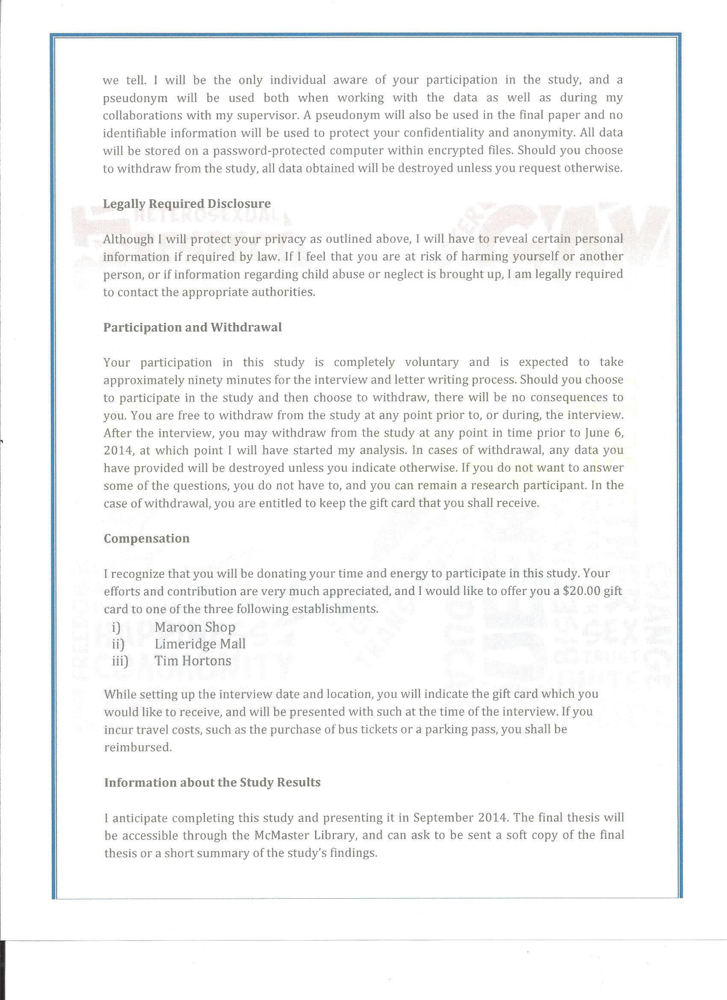 we tell. I will be the only individual aware of your participation in the study, and a
pseudonym will be used both when working with the data as well as during my
collaborations with my supervisor. A pseudonym will also be used in the final paper and no
identifiable information will be used to protect your confidentiality and anonymity. All data
will be stored on a password-protected computer within encrypted files. Should you choose
to withdraw from the study, all data obtained will be destroyed unless you request otherwise.
Legally Required Disclosure
HETEROSEXUAL
GAY
Although I will protect your privacy as outlined above, I will have to reveal certain personal
information if required by law. If I feel that you are at risk of harming yourself or another
person, or if information regarding child abuse or neglect is brought up, I am legally required
to contact the appropriate authorities.
Participation and Withdrawal
Your participation in this study is completely voluntary and is expected to take
approximately ninety minutes for the interview and letter writing process. Should you choose
to participate in the study and then choose to withdraw, there will be no consequences to
you. You are free to withdraw from the study at any point prior to, or during, the interview.
After the interview, you may withdraw from the study at any point in time prior to June 6,
2014, at which point I will have started my analysis. In cases of withdrawal, any data you
have provided will be destroyed unless you indicate otherwise. If you do not want to answer
some of the questions, you do not have to, and you can remain a research participant. In the
case of withdrawal, you are entitled to keep the gift card that you shall receive.
Compensation
I recognize that you will be donating your time and energy to participate in this study. Your
efforts and contribution are very much appreciated, and I would like to offer you a $20.00 gift
card to one of the three following establishments.
i) Maroon Shop
ii) Limeridge Mall
iii) Tim Hortons
While setting up the interview date and location, you will indicate the gift card which you
would like to receive, and will be presented with such at the time of the interview. If you
incur travel costs, such as the purchase of bus tickets or a parking pass, you shall be
reimbursed.
Information about the Study Results
I anticipate completing this study and presenting it in September 2014. The final thesis will
be accessible through the McMaster Library, and can ask to be sent a soft copy of the final
thesis or a short summary of the study's findings.